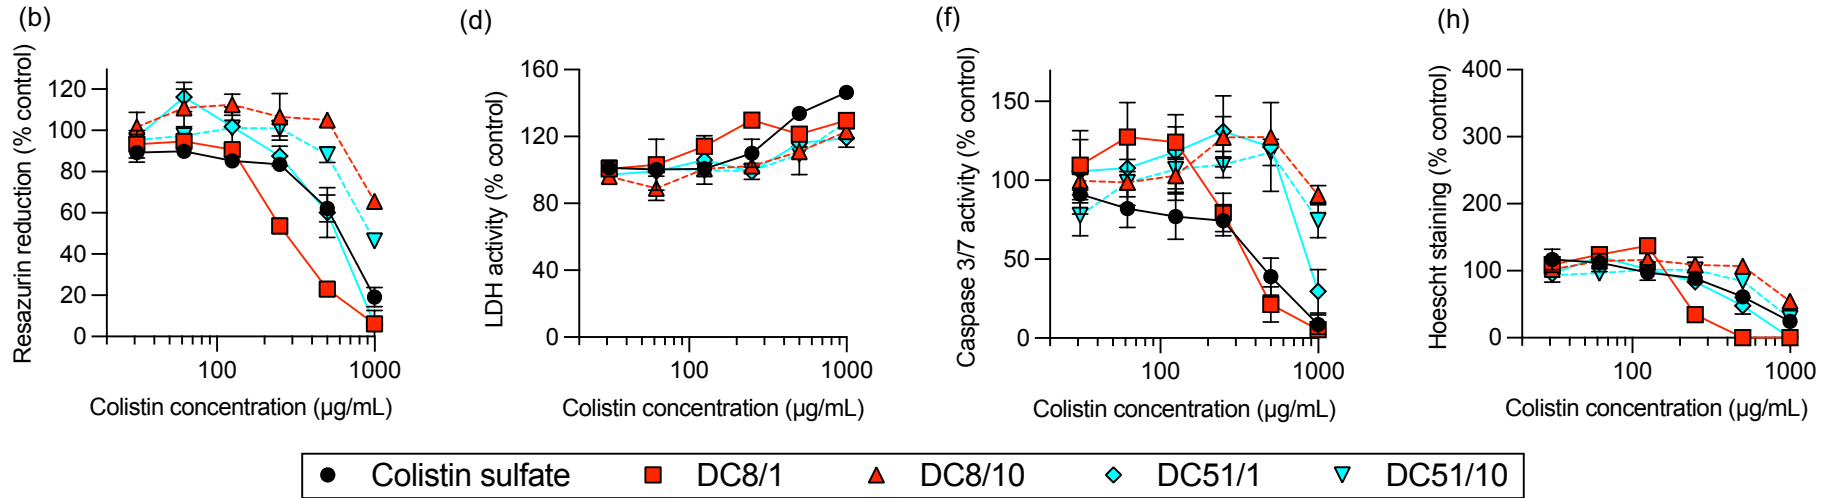 (b)
Resazurin reduction (% control)
120
100
80
60
40
20
0
100
1000
Colistin concentration (µg/mL)
(d)
LDH activity (% control)
160
120
80
40
0
100
1000
Colistin concentration (µg/mL)
(f)
Caspase 3/7 activity (% control)
150
100
50
0
100
1000
Colistin concentration (µg/mL)
(h)
Hoescht staining (% control)
400
300
200
100
0
100
1000
Colistin concentration (µg/mL)
Colistin sulfate
DC8/1
DC8/10
DC51/1
DC51/10